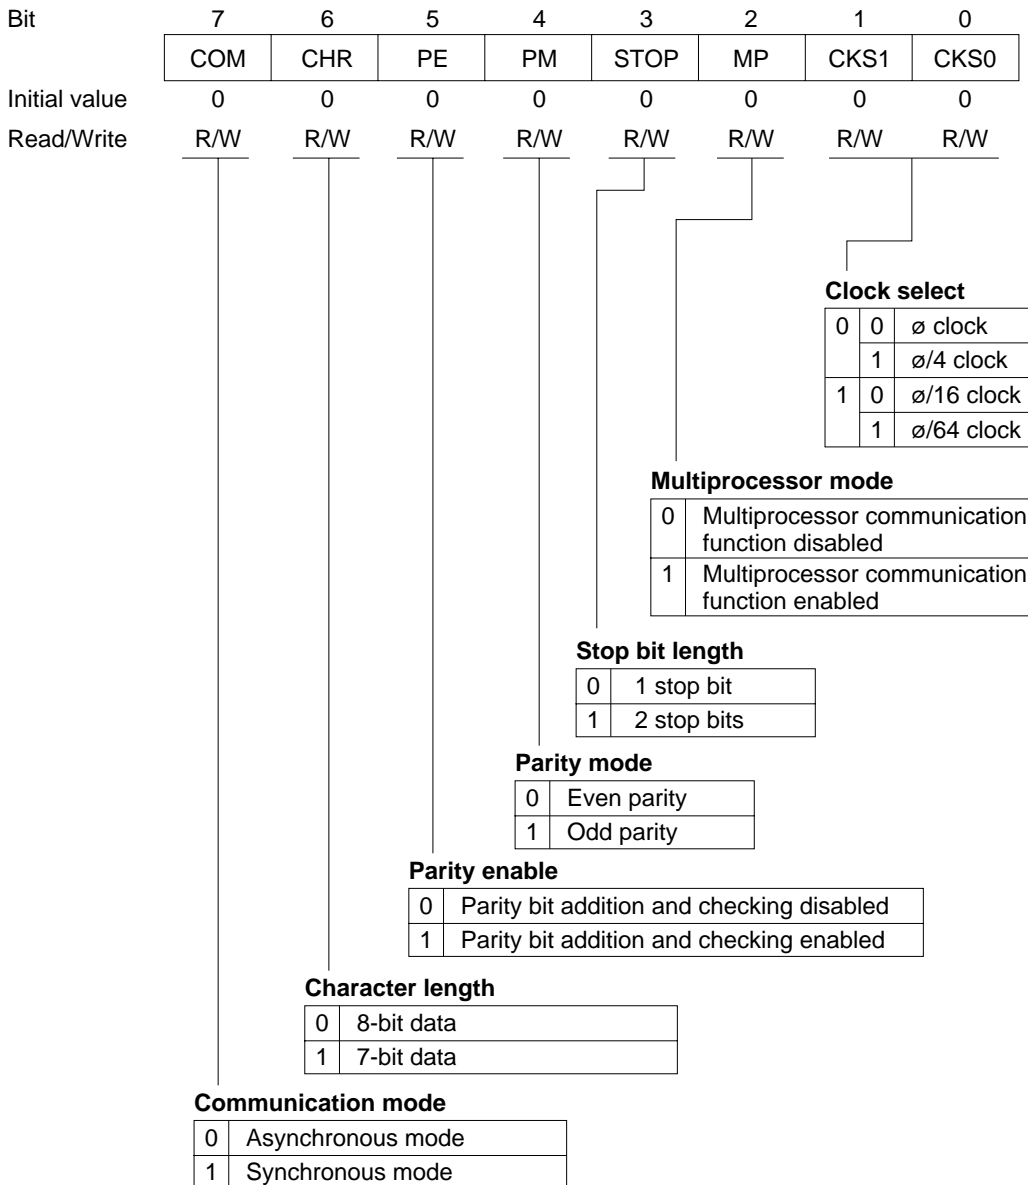 Bit 7 6 5 4 3 2 1 0
COM CHR PE PM STOP MP CKS1 CKS0
Initial value 0 0 0 0 0 0 0 0
Read/Write R/W R/W R/W R/W R/W R/W R/W R/W
Clock select
0 0 ø clock
1 ø/4 clock
1 0 ø/16 clock
1 ø/64 clock
Multiprocessor mode
0 Multiprocessor communication
function disabled
1 Multiprocessor communication
function enabled
Stop bit length
0 1 stop bit
1 2 stop bits
Parity mode
0 Even parity
1 Odd parity
Parity enable
0 Parity bit addition and checking disabled
1 Parity bit addition and checking enabled
Character length
0 8-bit data
1 7-bit data
Communication mode
0 Asynchronous mode
1 Synchronous mode